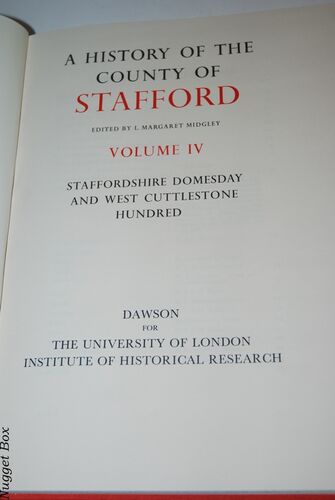 A HISTORY OF THE
COUNTY OF
STAFFORD
EDITED BY L. MARGARET MIDGLEY
VOLUME IV
STAFFORDSHIRE DOMESDAY
AND WEST CUTTLESTONE
HUNDRED
DAWSON
FOR
THE UNIVERSITY OF LONDON
INSTITUTE OF HISTORICAL RESEARCH
Nugget Box